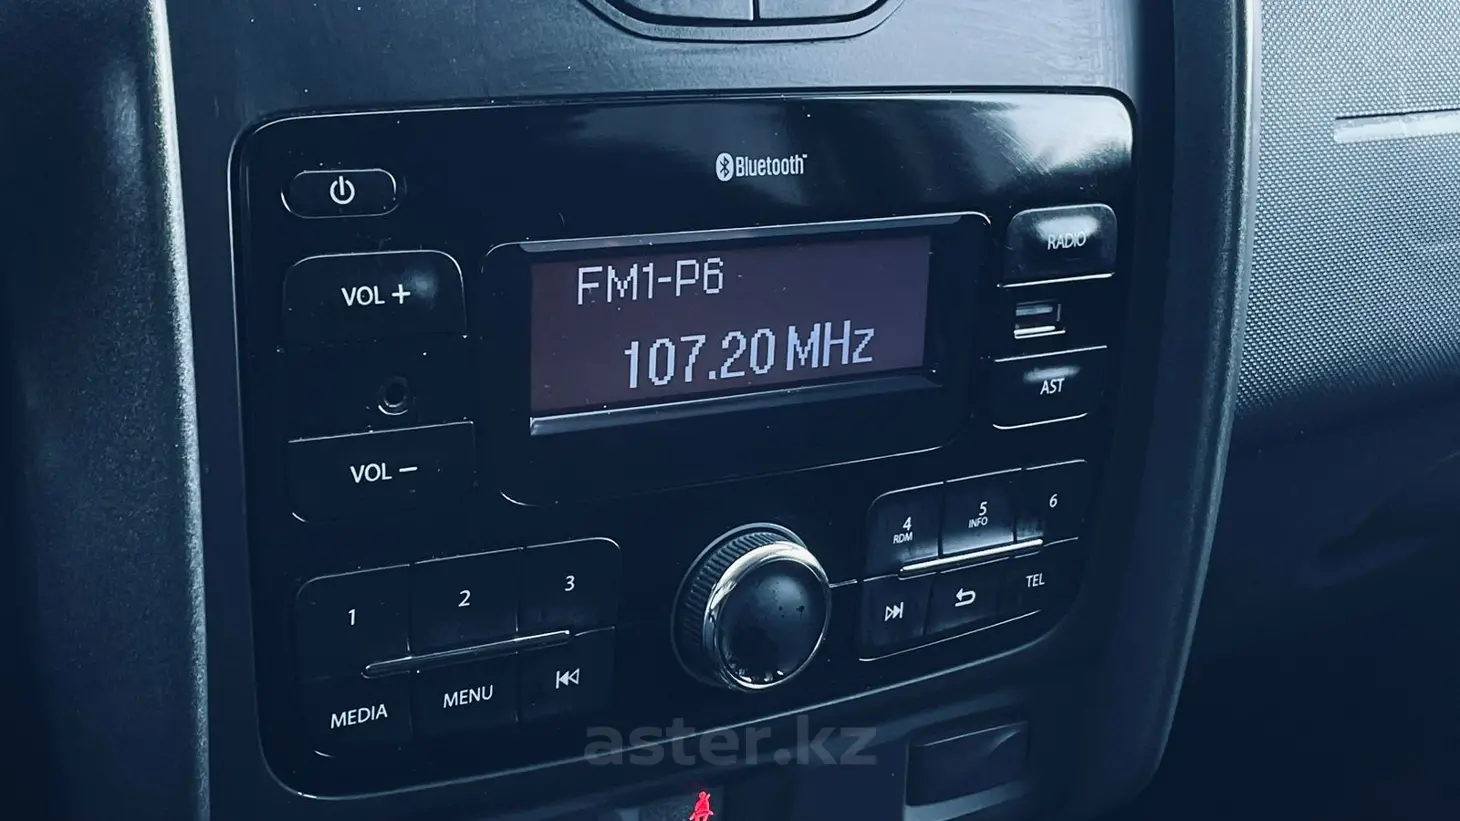 Bluetooth
RADIO
VOL +
FM1-P6
107.20 MHz
AST
VOL –
1
2
3
4
RDM
5
INFO
6
MEDIA
MENU
TEL
aster.kz